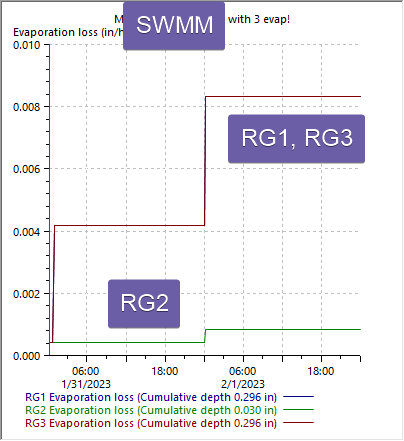 M SWMM with 3 evap!
Evaporation loss (in/h
0.010
0.008
RG1, RG3
0.006
0.004
RG2
0.002
0.000
06:00 18:00 06:00 18:00
1/31/2023 2/1/2023
RG1 Evaporation loss (Cumulative depth 0.296 in)
RG2 Evaporation loss (Cumulative depth 0.030 in)
RG3 Evaporation loss (Cumulative depth 0.296 in)